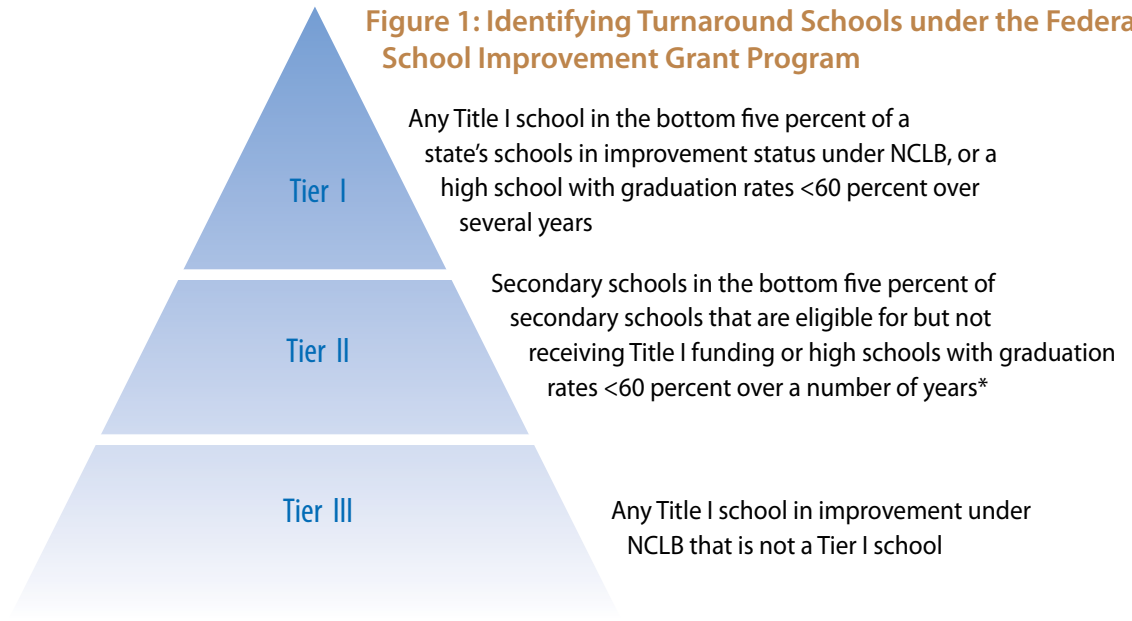 Figure 1: Identifying Turnaround Schools under the Federa
School Improvement Grant Program
Any Title I school in the bottom five percent of a
state’s schools in improvement status under NCLB, or a
high school with graduation rates <60 percent over
several years
Tier I
Secondary schools in the bottom five percent of
secondary schools that are eligible for but not
receiving Title I funding or high schools with graduation
rates <60 percent over a number of years*
Tier II
Any Title I school in improvement under
NCLB that is not a Tier I school
Tier III